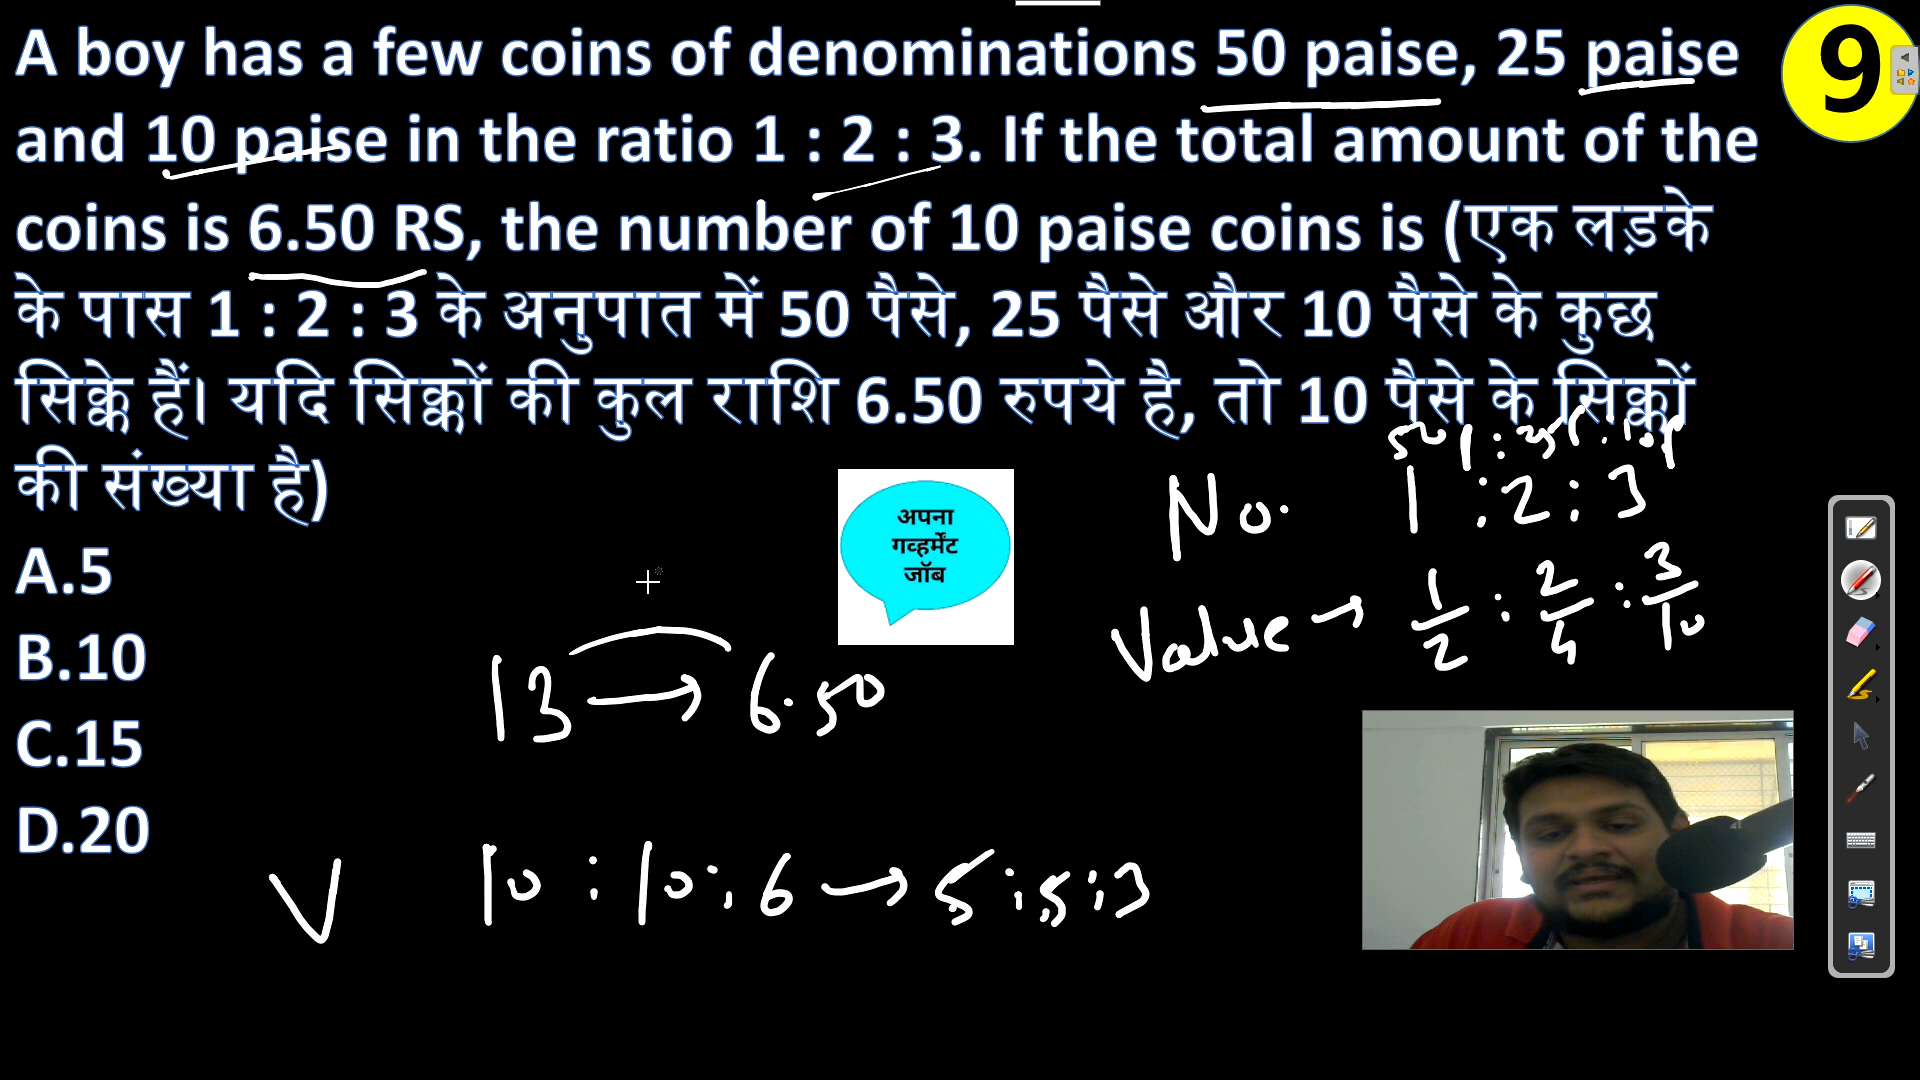 A boy has a few coins of denominations 50 paise, 25 paise
and 10 paise in the ratio 1 : 2 : 3. If the total amount of the
coins is 6.50 RS, the number of 10 paise coins is (एक लड़के
के पास 1 : 2 : 3 के अनुपात में 50 पैसे, 25 पैसे और 10 पैसे के कुछ
सिक्के हैं। यदि सिक्कों की कुल राशि 6.50 रुपये है, तो 10 पैसे के सिक्कों
की संख्या है)
9
A.5
B.10
C.15
D.20
अपना
गव्हर्मेंट
जॉब
50 p : 25 p : 10p
No. 1 : 2 : 3
Value → 1/2 : 2/4 : 3/10
13 → 6.50
V 10 : 10 : 6 → 5 : 5 : 3